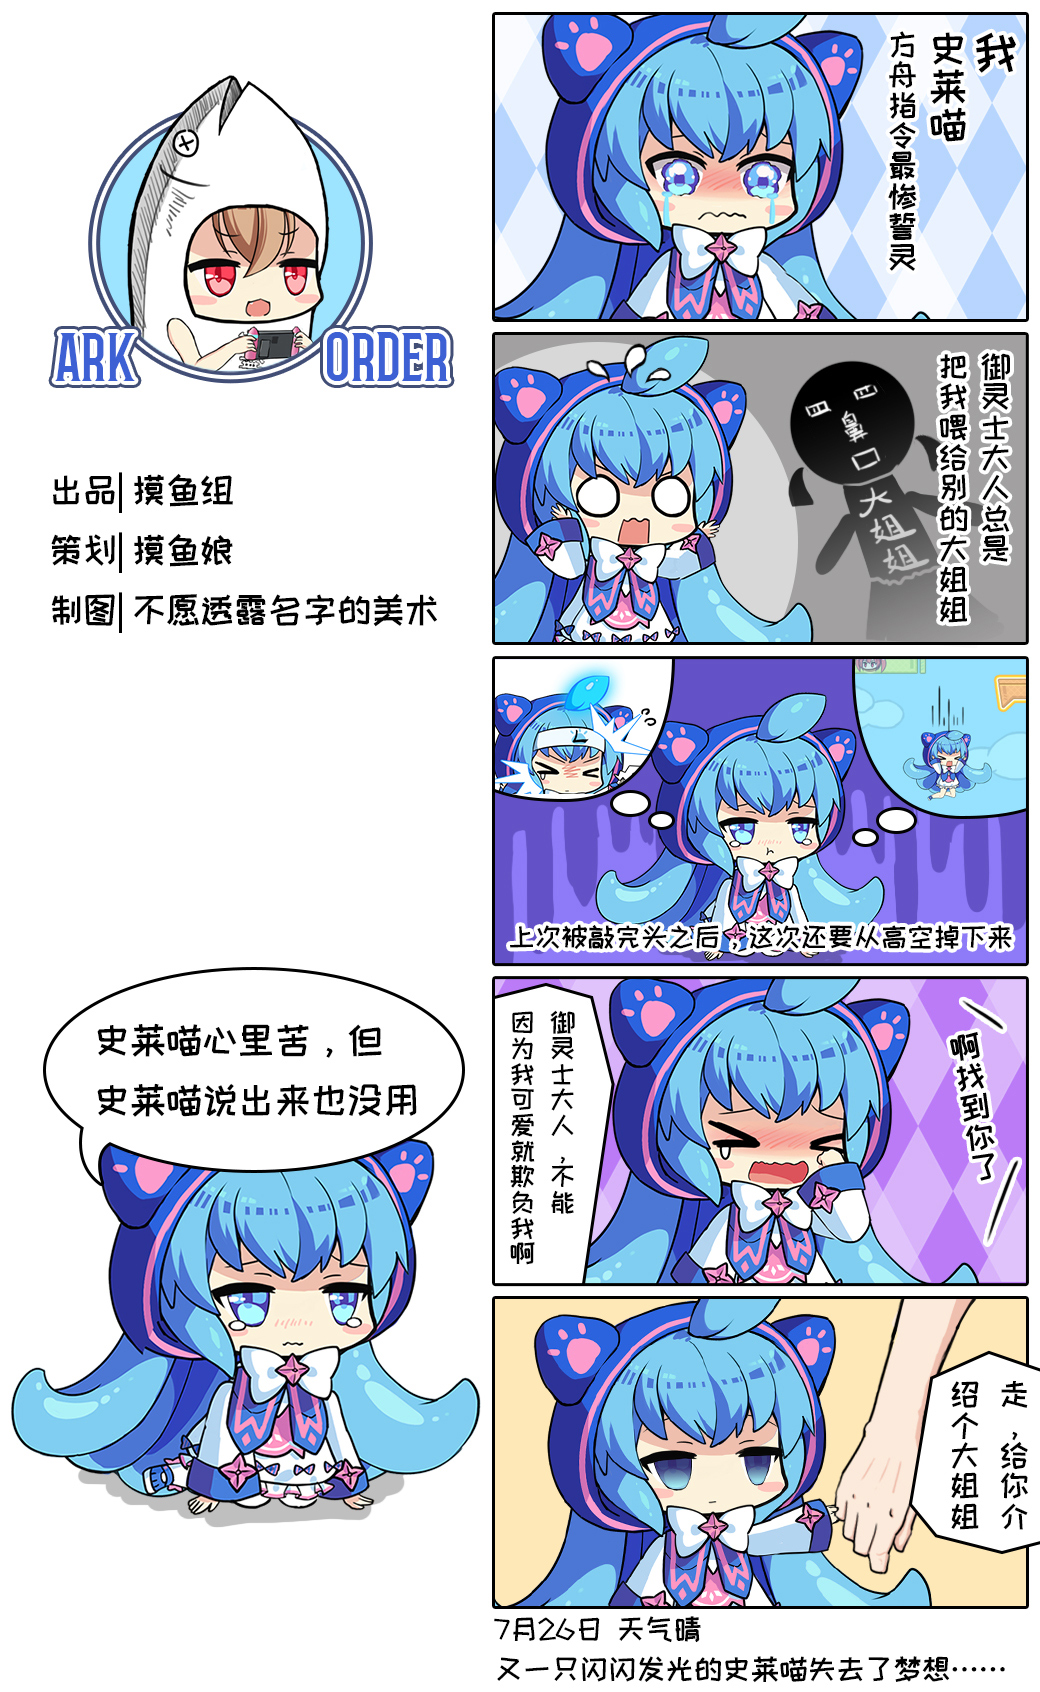 ARK ORDER
出品|摸鱼组
策划|摸鱼娘
制图|不愿透露名字的美术
史莱喵心里苦，但
史莱喵说出来也没用
我
史莱喵
方舟指令最惨誓灵
御灵士大人总是
把我喂给别的大姐姐
鼻
口
大
姐
姐
上次被敲完头之后，这次还要从高空掉下来
啊找到你了
御灵士大人，不能
因为我可爱就欺负我啊
走，给你介
绍个大姐姐
7月26日 天气晴
又一只闪闪发光的史莱喵失去了梦想……